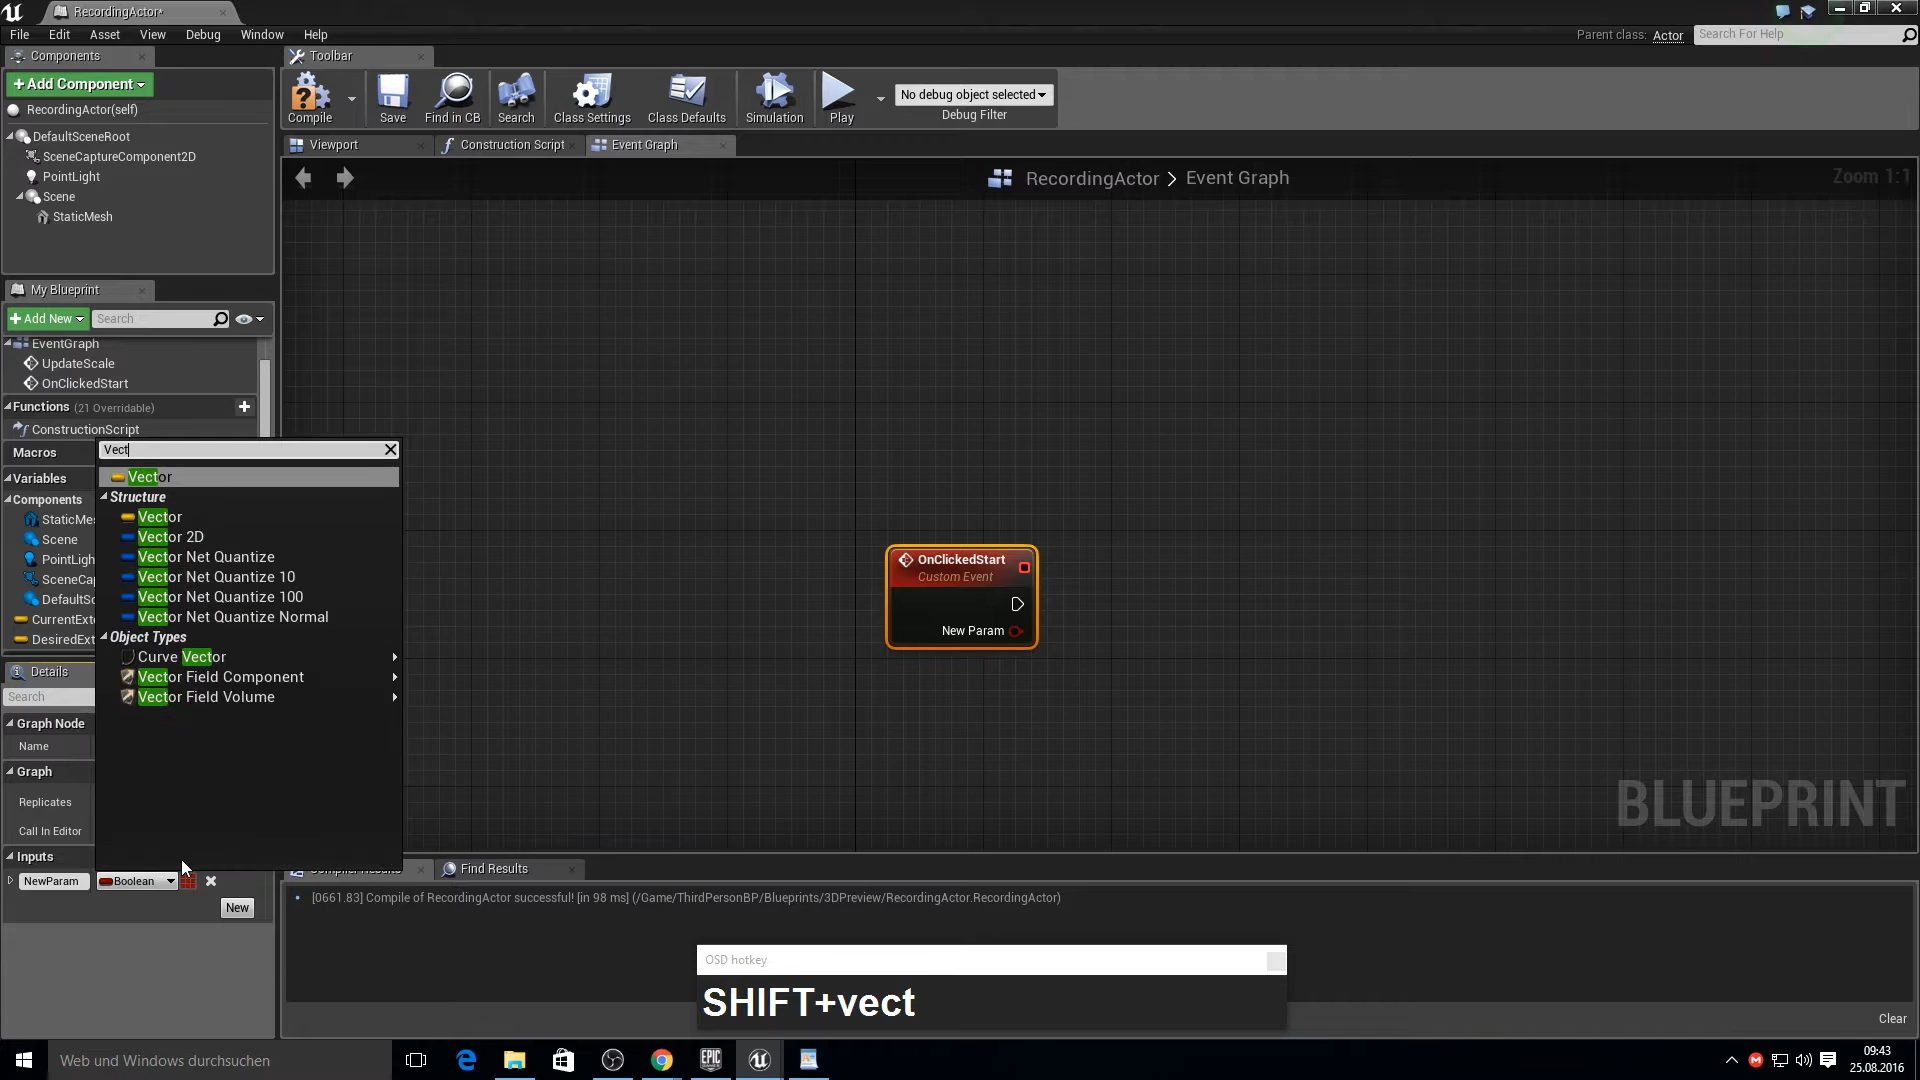 RecordingActor*
File Edit Asset View Debug Window Help
Parent class: Actor
Search For Help
Components
Toolbar
+ Add Component
RecordingActor(self)
DefaultSceneRoot
SceneCaptureComponent2D
PointLight
Scene
StaticMesh
Compile
Save
Find in CB
Search
Class Settings
Class Defaults
Simulation
Play
No debug object selected
Debug Filter
Viewport
Construction Script
Event Graph
RecordingActor > Event Graph
Zoom 1:1
My Blueprint
+ Add New
Search
EventGraph
UpdateScale
OnClickedStart
Functions (21 Overridable)
ConstructionScript
Macros
Variables
Components
StaticMes
Scene
PointLigh
SceneCap
DefaultSc
CurrentExte
DesiredExt
Vect
Vector
Structure
Vector
Vector 2D
Vector Net Quantize
Vector Net Quantize 10
Vector Net Quantize 100
Vector Net Quantize Normal
Object Types
Curve Vector
Vector Field Component
Vector Field Volume
OnClickedStart
Custom Event
New Param
Details
Search
Graph Node
Name
Graph
Replicates
Call In Editor
Inputs
NewParam
Boolean
New
BLUEPRINT
Find Results
[0661.83] Compile of RecordingActor successful! [in 98 ms] (/Game/ThirdPersonBP/Blueprints/3DPreview/RecordingActor.RecordingActor)
OSD hotkey
SHIFT+vect
Clear
Web und Windows durchsuchen
EPIC
09:43
25.08.2016